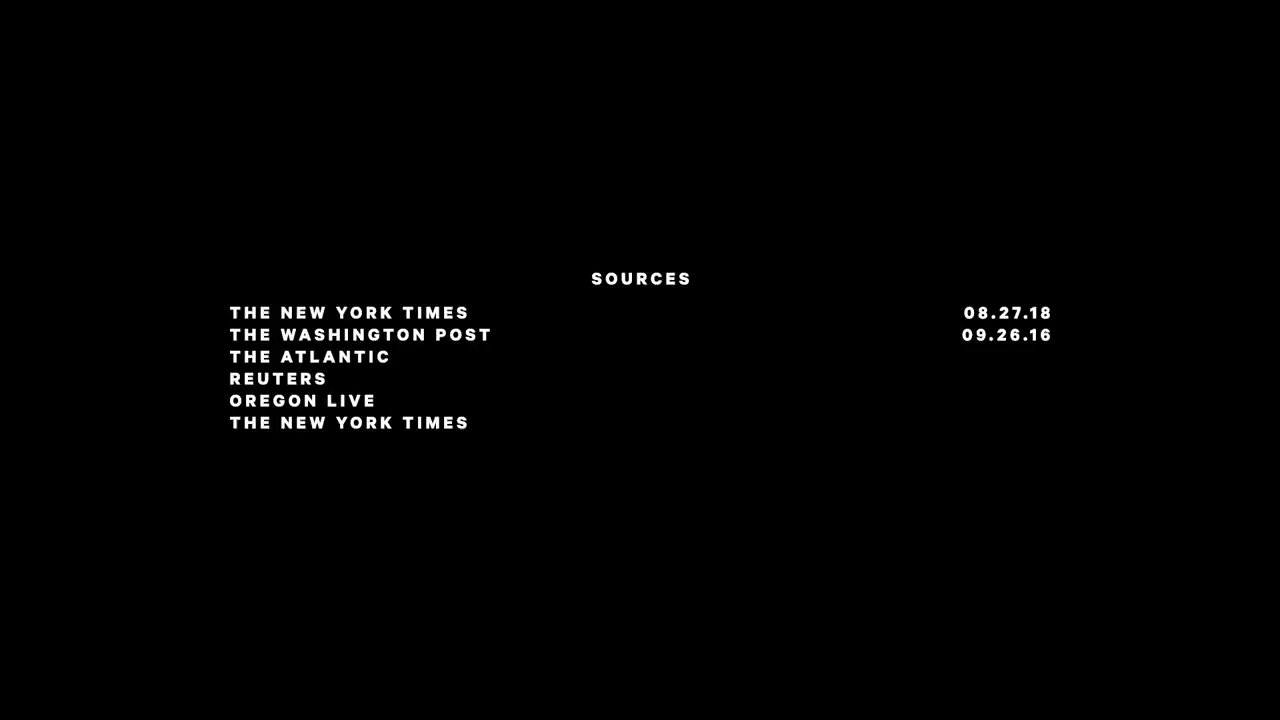 SOURCES
THE NEW YORK TIMES 08.27.18
THE WASHINGTON POST 09.26.16
THE ATLANTIC
REUTERS
OREGON LIVE
THE NEW YORK TIMES